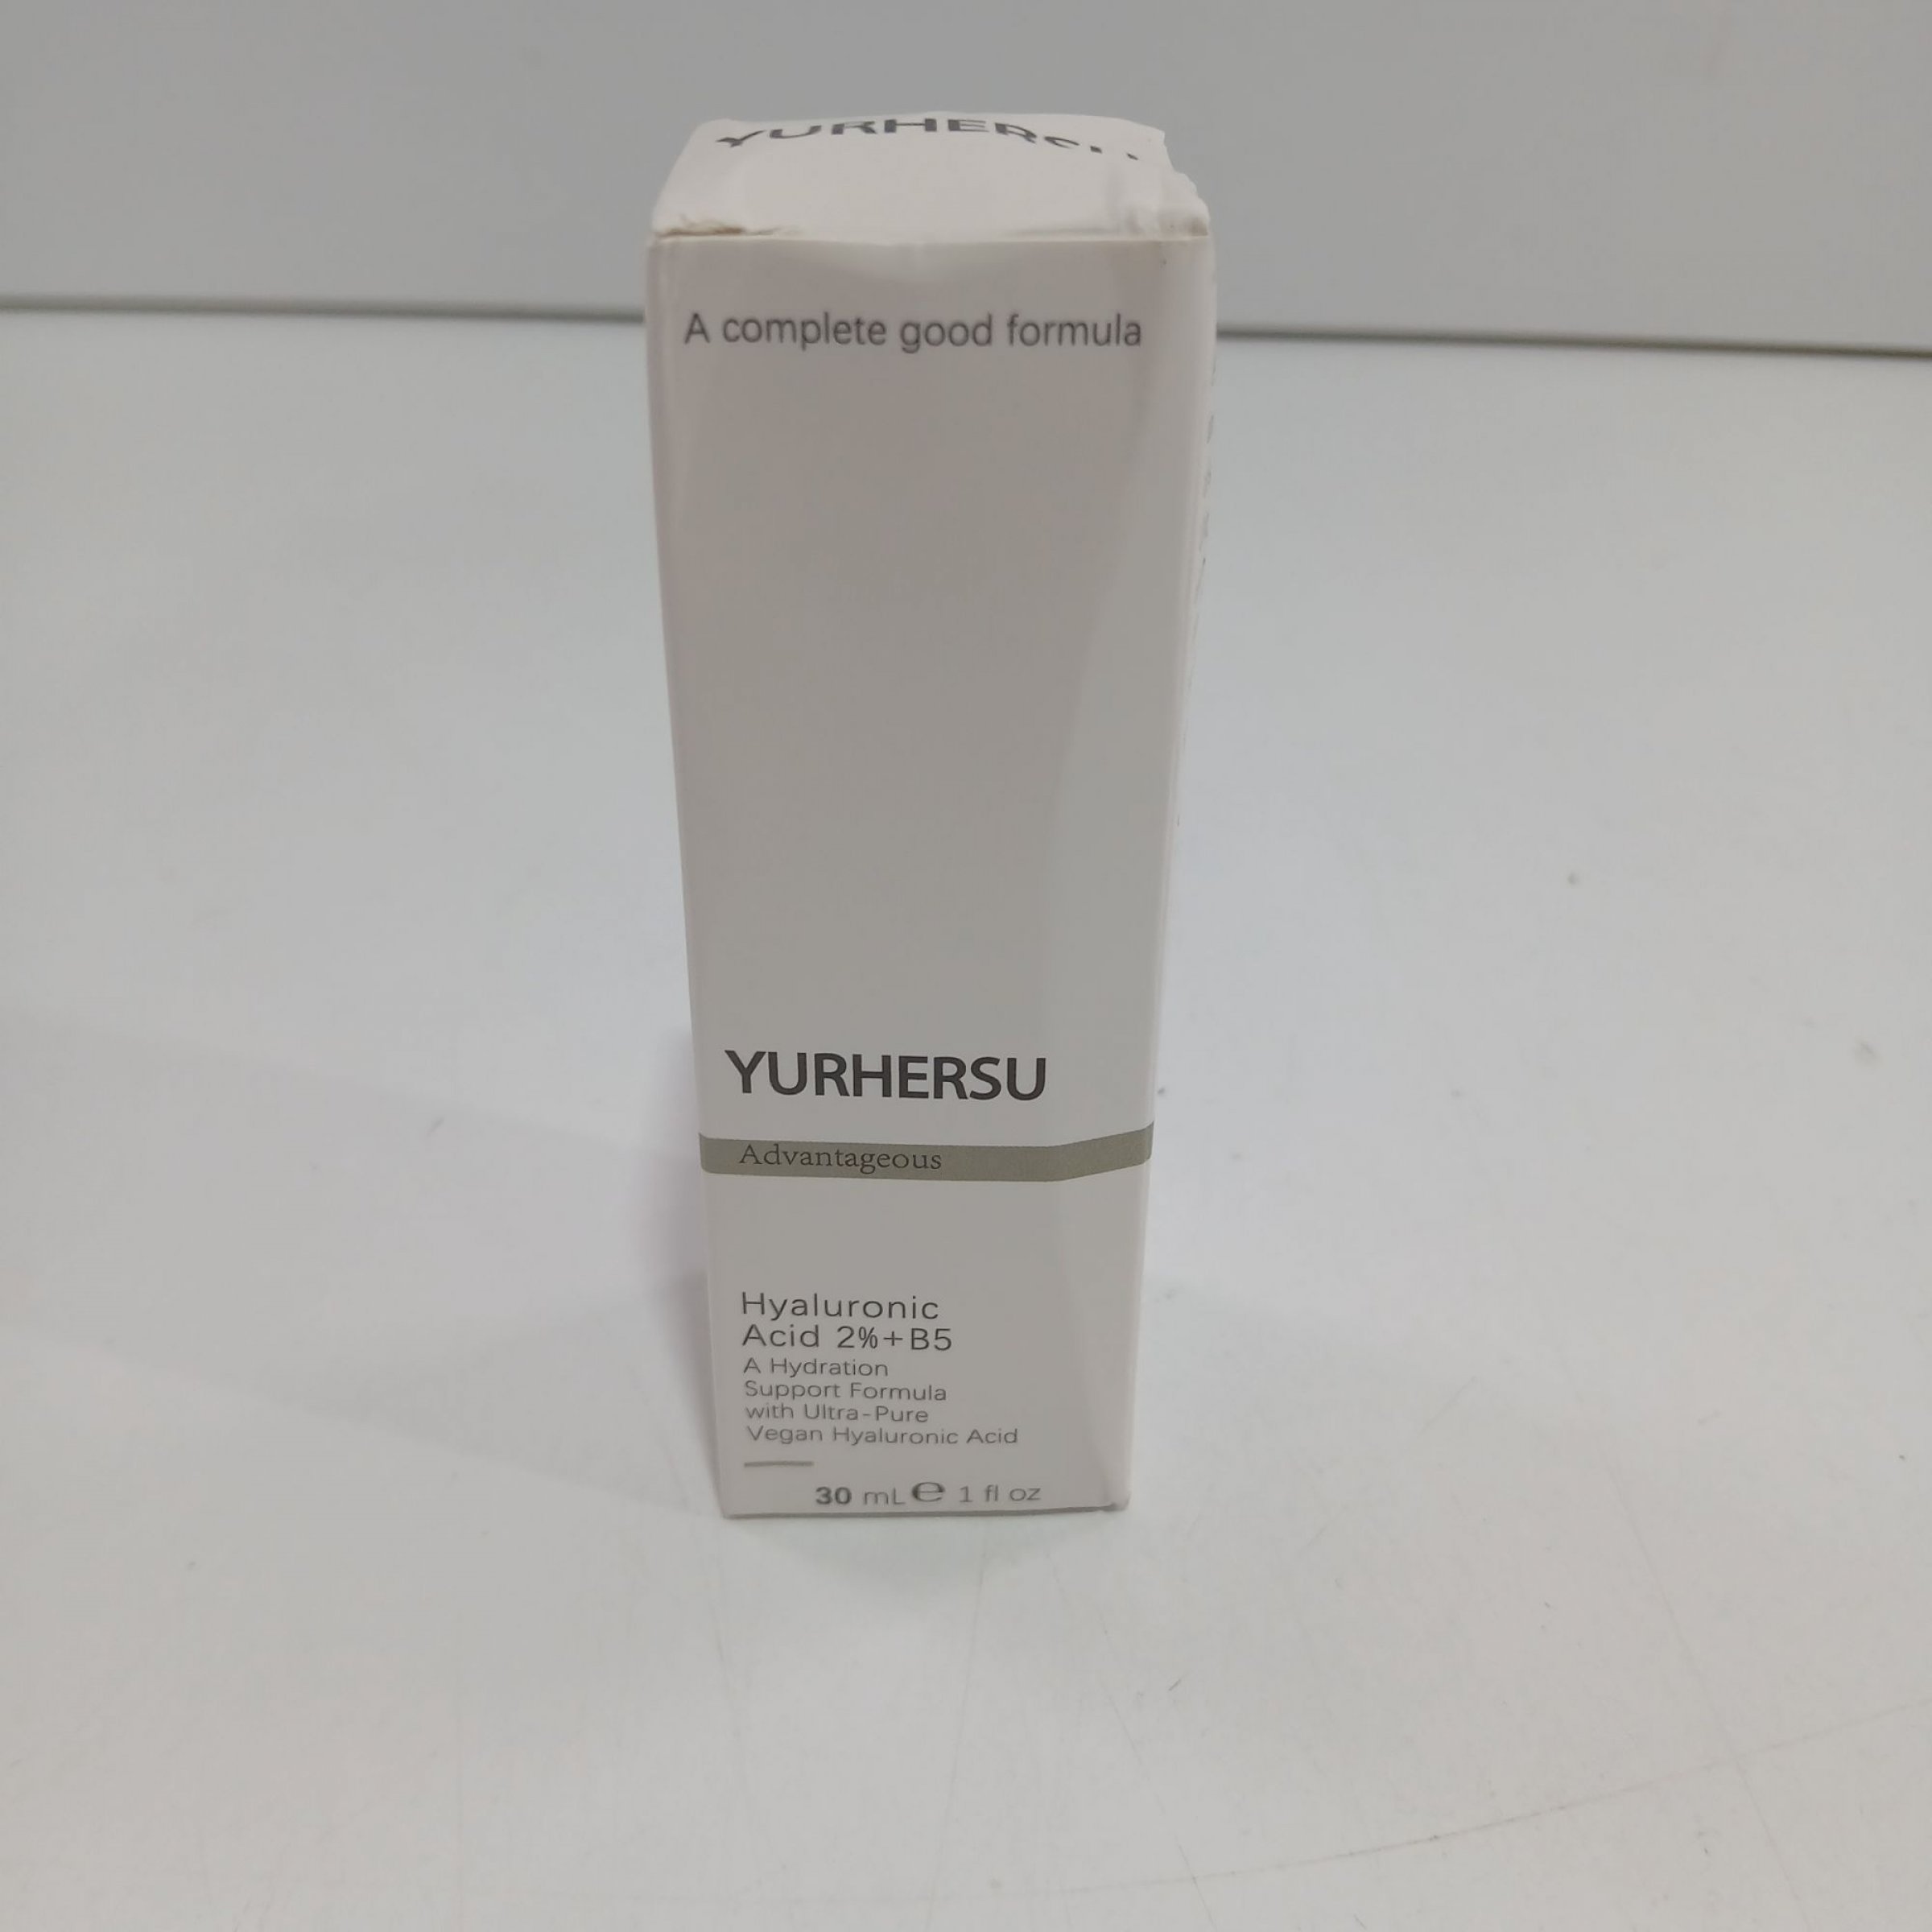 A complete good formula
YURHERSU
Advantageous
Hyaluronic
Acid 2%+B5
A Hydration
Support Formula
with Ultra-Pure
Vegan Hyaluronic Acid
30 mL e 1 fl oz